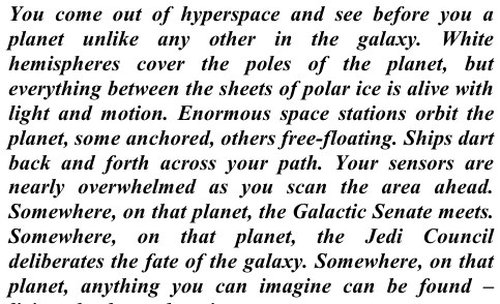 You come out of hyperspace and see before you a
planet unlike any other in the galaxy. White
hemispheres cover the poles of the planet, but
everything between the sheets of polar ice is alive with
light and motion. Enormous space stations orbit the
planet, some anchored, others free-floating. Ships dart
back and forth across your path. Your sensors are
nearly overwhelmed as you scan the area ahead.
Somewhere, on that planet, the Galactic Senate meets.
Somewhere, on that planet, the Jedi Council
deliberates the fate of the galaxy. Somewhere, on that
planet, anything you can imagine can be found –